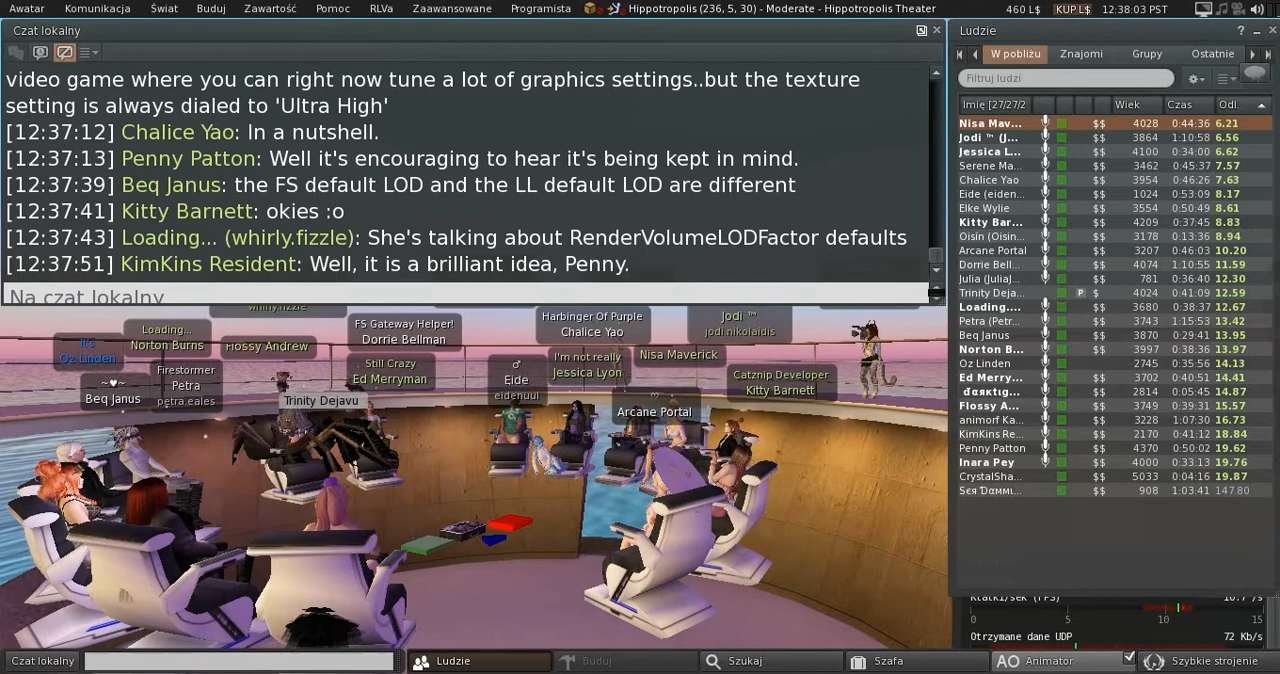 Awatar Komunikacja Świat Buduj Zawartość Pomoc RLVa Zaawansowane Programista Hippotropolis (236, 5, 30) - Moderate - Hippotropolis Theater 460 L$ KUP L$ 12:38:03 PST
Czat lokalny
video game where you can right now tune a lot of graphics settings..but the texture
setting is always dialed to 'Ultra High'
[12:37:12] Chalice Yao: In a nutshell.
[12:37:13] Penny Patton: Well it's encouraging to hear it's being kept in mind.
[12:37:39] Beq Janus: the FS default LOD and the LL default LOD are different
[12:37:41] Kitty Barnett: okies :o
[12:37:43] Loading... (whirly.fizzle): She's talking about RenderVolumeLODFactor defaults
[12:37:51] KimKins Resident: Well, it is a brilliant idea, Penny.
Na czat lokalny
whirly.fizzle
It's
Oz Linden
Loading...
Norton Burns
Flossy Andrew
FS Gateway Helper!
Dorrie Bellman
Harbinger Of Purple
Chalice Yao
Jodi ™
jodi.nikolaidis
~♥~
Beq Janus
Firestormer
Petra
petra.eales
Still Crazy
Ed Merryman
♂
Eide
eidenuul
I'm not really
Jessica Lyon
Nisa Maverick
Catznip Developer
Kitty Barnett
Trinity Dejavu
Arcane Portal
Ludzie
W pobliżu Znajomi Grupy Ostatnie
Filtruj ludzi
Imię [27/27/2 Wiek Czas Odl.
Nisa Mav... $$ 4028 0:44:36 6.21
Jodi ™ (J... $$ 3864 1:10:58 6.56
Jessica L... $$ 4100 0:34:00 6.62
Serene Ma... $$ 3462 0:45:37 7.57
Chalice Yao $$ 3954 0:46:26 7.63
Eide (eiden... $$ 1024 0:53:09 8.17
Elke Wylie $$ 3554 0:50:49 8.61
Kitty Bar... $$ 4209 0:37:45 8.83
Oisín (Oisin... $$ 3178 0:13:36 8.94
Arcane Portal $$ 3207 0:46:03 10.20
Dorrie Bell... $$ 4074 1:10:55 11.59
Julia (JuliaJ... $$ 781 0:36:40 12.30
Trinity Deja... P $ 4024 0:41:09 12.59
Loading.... $$ 3680 0:38:37 12.67
Petra (Petr... $$ 3743 1:15:53 13.42
Beq Janus $$ 3870 0:29:41 13.95
Norton B... $$ 3997 0:38:36 13.97
Oz Linden 2745 0:35:56 14.13
Ed Merry... $$ 3702 0:40:51 14.41
$$ 2814 0:05:45 14.87
Flossy A... $$ 3749 0:39:31 15.57
animorf Ka... $$ 3228 1:07:30 16.73
KimKins Re... $$ 2170 0:41:12 18.84
Penny Patton $$ 4370 0:50:02 19.62
Inara Pey $$ 4000 0:33:13 19.76
CrystalSha... $$ 5033 0:04:16 19.87
$$ 908 1:03:41 147.80
Klatki/sek (FPS) 10.7 /s
0 5 10 15
Otrzymane dane UDP 72 Kb/s
Czat lokalny Ludzie Buduj Szukaj Szafa AO Animator Szybkie strojenie